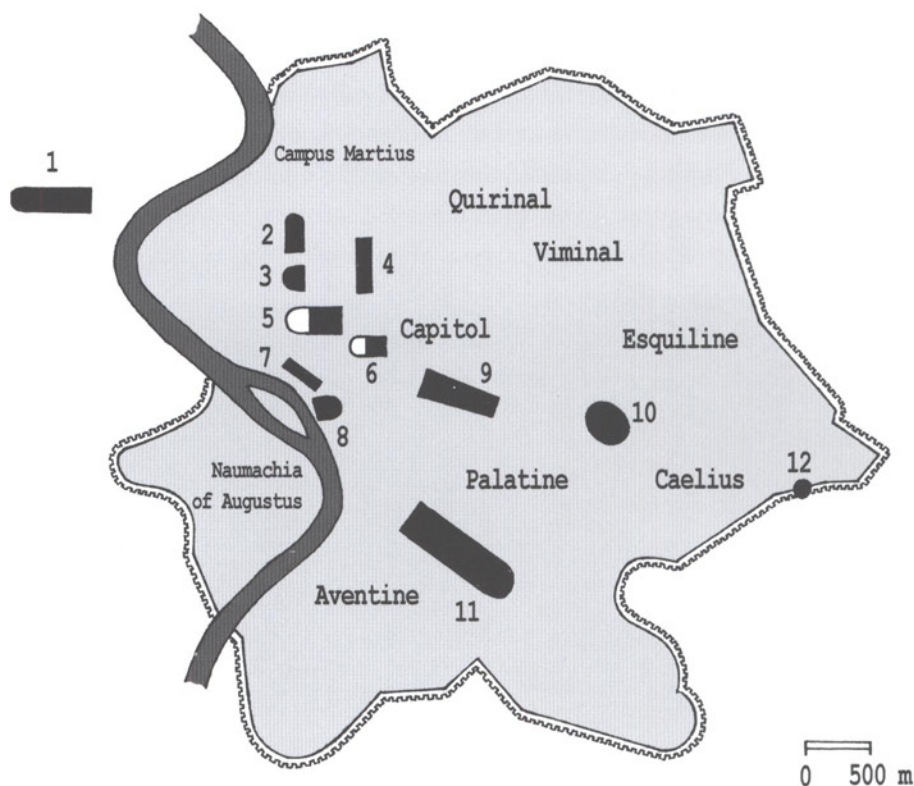 Campus Martius
1
Quirinal
2
Viminal
3
4
5
Capitol
Esquiline
6
7
9
10
8
Naumachia
of Augustus
Palatine
Caelius
12
Aventine
11
0 500 m